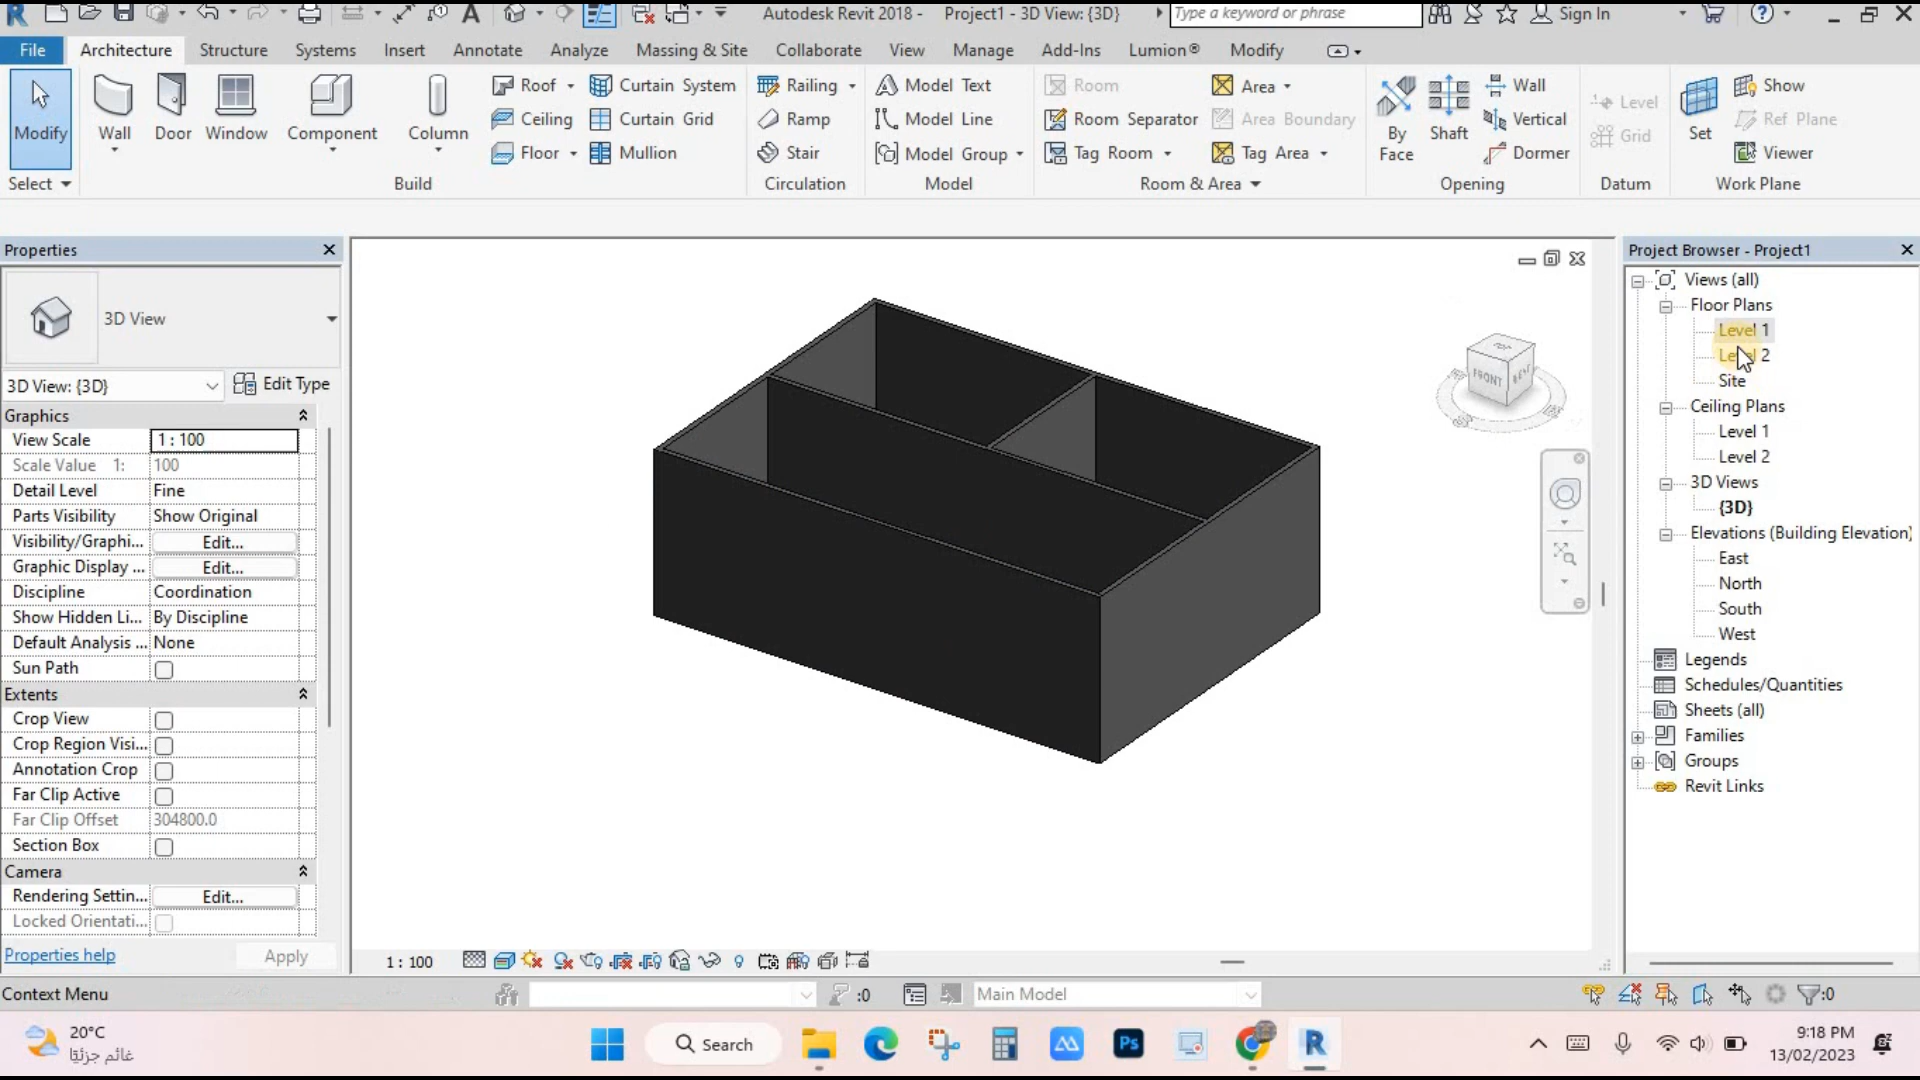 Autodesk Revit 2018 -    Project1 - 3D View: {3D}
Type a keyword or phrase
Sign In
File Architecture Structure Systems Insert Annotate Analyze Massing & Site Collaborate View Manage Add-Ins Lumion® Modify
Modify
Select
Wall
Door
Window
Component
Column
Roof
Ceiling
Floor
Curtain System
Curtain Grid
Mullion
Build
Railing
Ramp
Stair
Circulation
Model Text
Model Line
Model Group
Model
Room
Room Separator
Tag Room
Area
Area Boundary
Tag Area
Room & Area
By Face
Shaft
Wall
Vertical
Dormer
Opening
Level
Grid
Datum
Set
Show
Ref Plane
Viewer
Work Plane
Properties
3D View
3D View: {3D}
Edit Type
Graphics
View Scale 1 : 100
Scale Value 1: 100
Detail Level Fine
Parts Visibility Show Original
Visibility/Graphi... Edit...
Graphic Display ... Edit...
Discipline Coordination
Show Hidden Li... By Discipline
Default Analysis ... None
Sun Path
Extents
Crop View
Crop Region Visi...
Annotation Crop
Far Clip Active
Far Clip Offset 304800.0
Section Box
Camera
Rendering Settin... Edit...
Locked Orientati...
Properties help
Apply
TOP
FRONT
1 : 100
Project Browser - Project1
Views (all)
Floor Plans
Level 1
Level 2
Site
Ceiling Plans
Level 1
Level 2
3D Views
{3D}
Elevations (Building Elevation)
East
North
South
West
Legends
Schedules/Quantities
Sheets (all)
Families
Groups
Revit Links
Context Menu
:0
Main Model
:0
20°C
غائم جزئيًا
Search
Ps
R
9:18 PM
13/02/2023